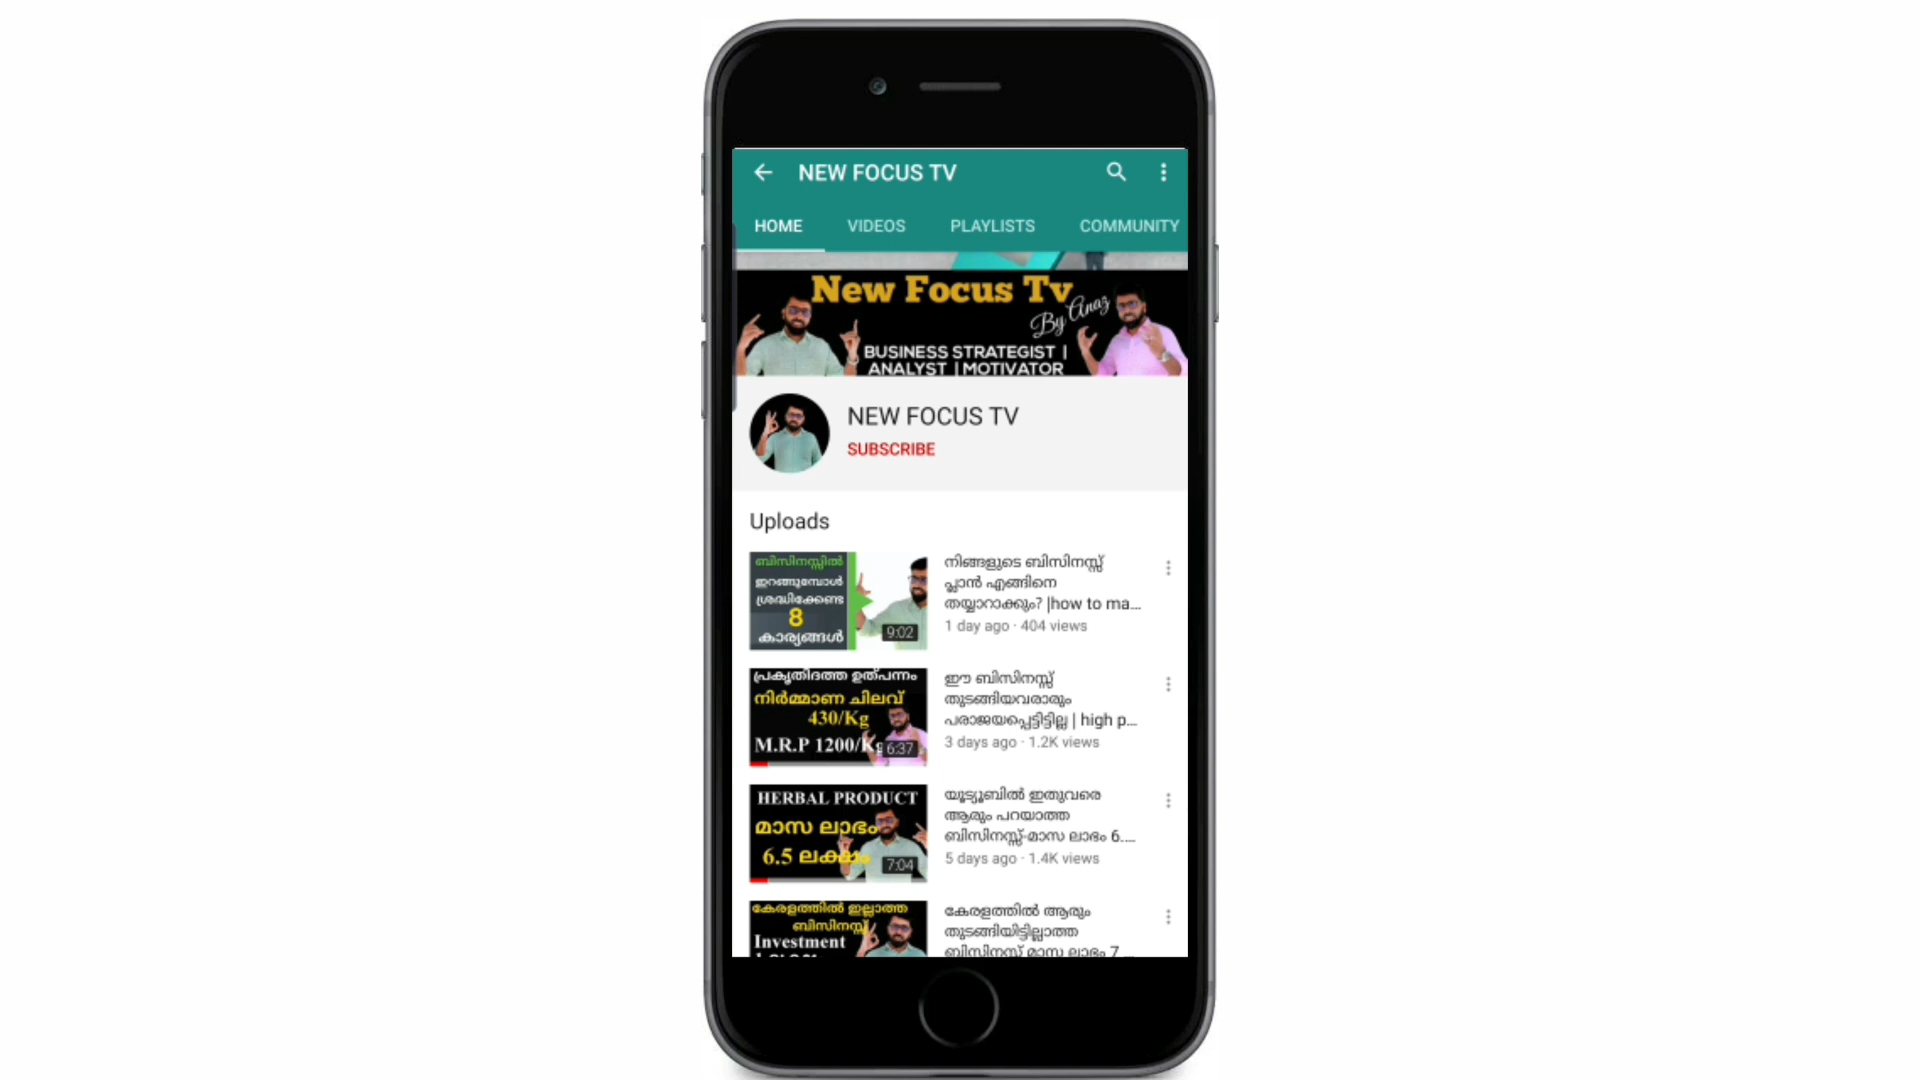 NEW FOCUS TV
HOME VIDEOS PLAYLISTS COMMUNITY
New Focus Tv
By Anaz
BUSINESS STRATEGIST |
ANALYST | MOTIVATOR
NEW FOCUS TV
SUBSCRIBE
Uploads
ബിസിനസ്സിൽ
ഇറങ്ങുമ്പോൾ
ശ്രദ്ധിക്കേണ്ട
8
കാര്യങ്ങൾ
9:02
നിങ്ങളുടെ ബിസിനസ്സ്
പ്ലാൻ എങ്ങിനെ
തയ്യാറാക്കും? |how to ma...
1 day ago · 404 views
പ്രകൃതിദത്ത ഉത്പന്നം
നിർമ്മാണ ചിലവ്
430/Kg
M.R.P 1200/Kg
6:37
ഈ ബിസിനസ്സ്
തുടങ്ങിയവരാരും
പരാജയപ്പെട്ടിട്ടില്ല | high p...
3 days ago · 1.2K views
HERBAL PRODUCT
മാസ ലാഭം
6.5 ലക്ഷം
7:04
യൂട്യൂബിൽ ഇതുവരെ
ആരും പറയാത്ത
ബിസിനസ്സ്-മാസ ലാഭം 6....
5 days ago · 1.4K views
കേരളത്തിൽ ഇല്ലാത്ത
ബിസിനസ്സ്
Investment
കേരളത്തിൽ ആരും
തുടങ്ങിയിട്ടില്ലാത്ത
ബിസിനസ്സ് മാസ ലാഭം 7...